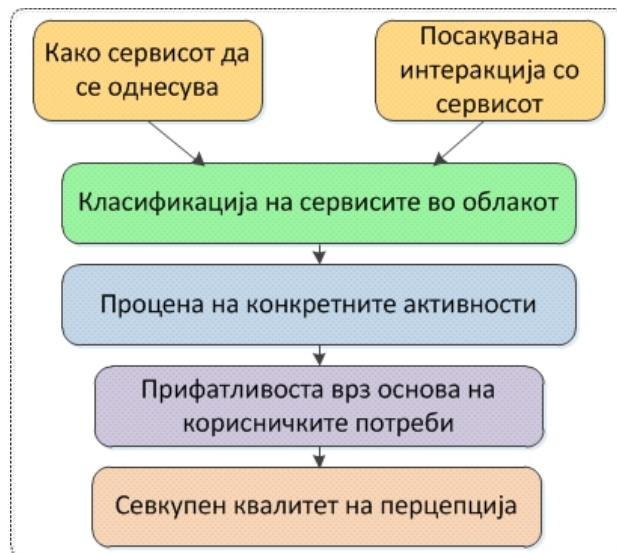 Како сервисот да
се однесува
Посакувана
интеракција со
сервисот
Класификација на сервисите во облакот
Процена на конкретните активности
Прифатливоста врз основа на
корисничките потреби
Севкупен квалитет на перцепција